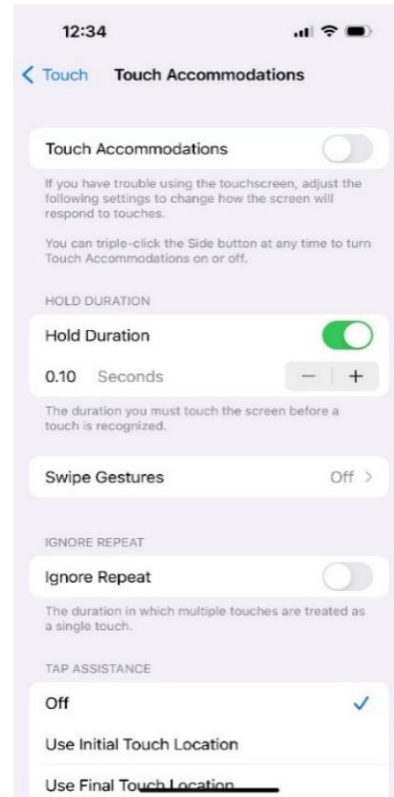 12:34
Touch Touch Accommodations
Touch Accommodations
If you have trouble using the touchscreen, adjust the
following settings to change how the screen will
respond to touches.
You can triple-click the Side button at any time to turn
Touch Accommodations on or off.
HOLD DURATION
Hold Duration
0.10 Seconds − +
The duration you must touch the screen before a
touch is recognized.
Swipe Gestures Off
IGNORE REPEAT
Ignore Repeat
The duration in which multiple touches are treated as
a single touch.
TAP ASSISTANCE
Off
Use Initial Touch Location
Use Final Touch Location